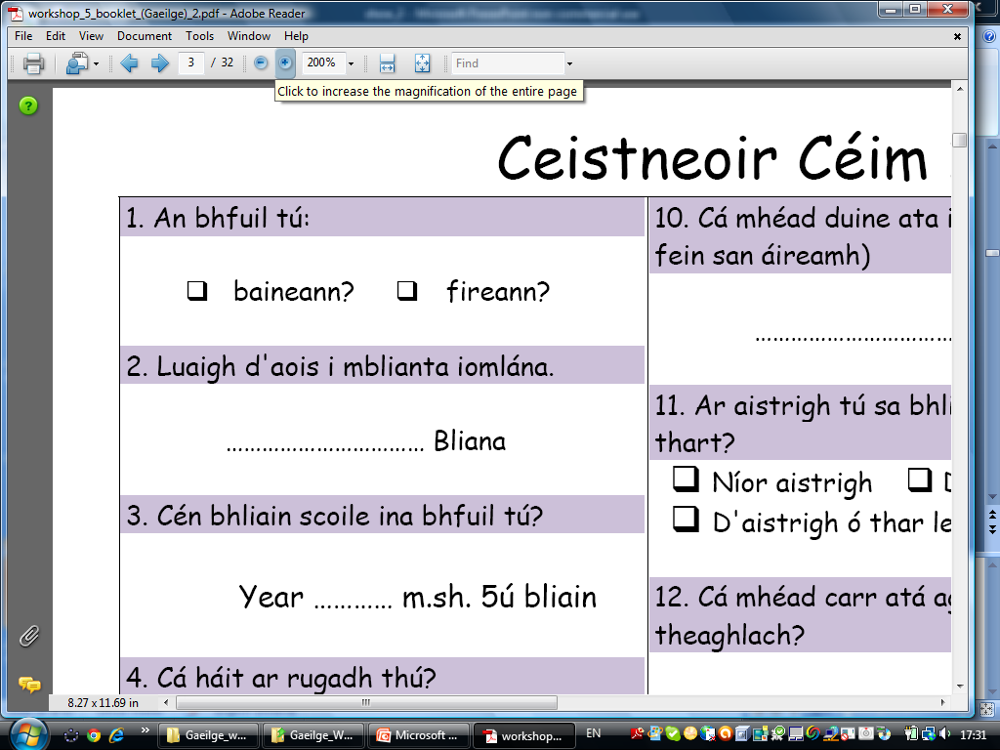 workshop_5_booklet_(Gaeilge)_2.pdf - Adobe Reader
File Edit View Document Tools Window Help
3 / 32 200% Find
Click to increase the magnification of the entire page
Ceistneoir Céim
1. An bhfuil tú:
baineann? fireann?
2. Luaigh d'aois i mblianta iomlána.
................................. Bliana
3. Cén bhliain scoile ina bhfuil tú?
Year ............ m.sh. 5ú bliain
4. Cá háit ar rugadh thú?
10. Cá mhéad duine ata i
fein san áireamh)
.................................
11. Ar aistrigh tú sa bhli
thart?
Níor aistrigh D
D'aistrigh ó thar le
12. Cá mhéad carr atá ag
theaghlach?
8.27 x 11.69 in
Gaeilge_w... Gaeilge_W... Microsoft ... workshop... EN 17:31